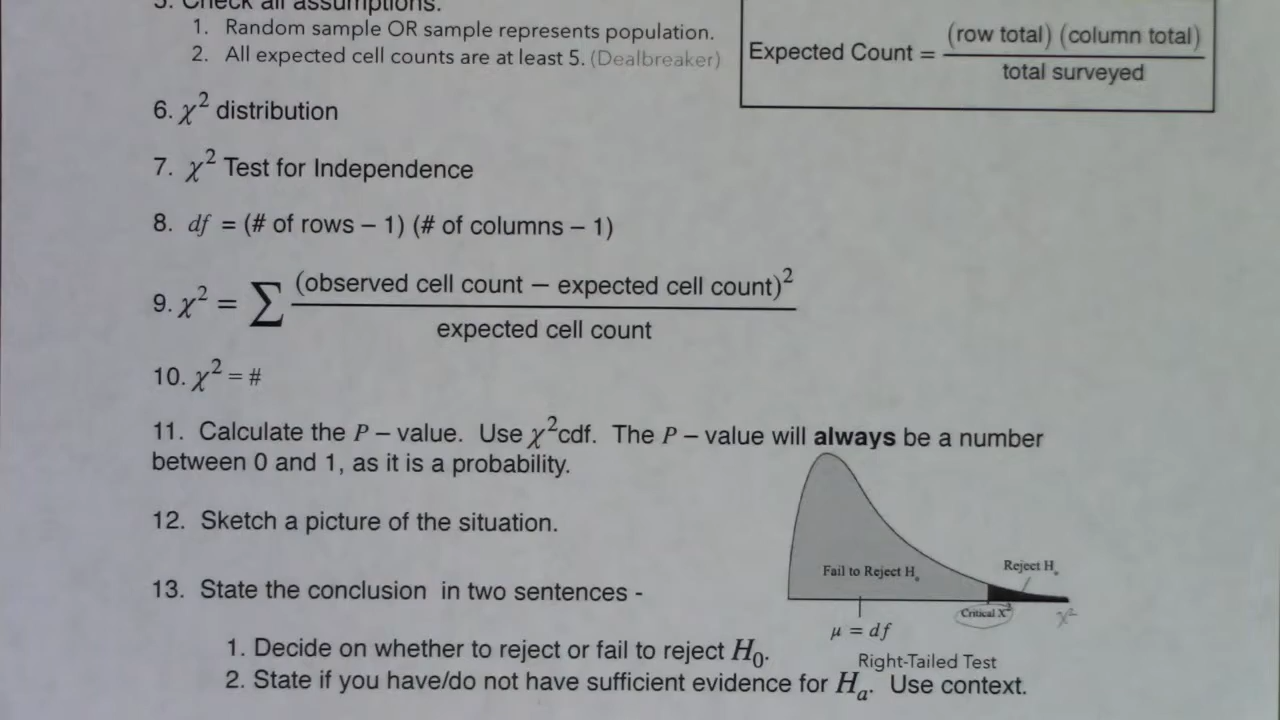 5. Check all assumptions.
1. Random sample OR sample represents population.
2. All expected cell counts are at least 5. (Dealbreaker)
Expected Count = (row total) (column total)
total surveyed
6. χ² distribution
7. χ² Test for Independence
8. df = (# of rows – 1) (# of columns – 1)
9. χ² = ∑ (observed cell count – expected cell count)²
expected cell count
10. χ² = #
11. Calculate the P – value. Use χ²cdf. The P – value will always be a number
between 0 and 1, as it is a probability.
12. Sketch a picture of the situation.
Fail to Reject H₀
Reject H₀
13. State the conclusion in two sentences -
Critical X²
χ²
μ = df
1. Decide on whether to reject or fail to reject H₀.
Right-Tailed Test
2. State if you have/do not have sufficient evidence for Hₐ. Use context.